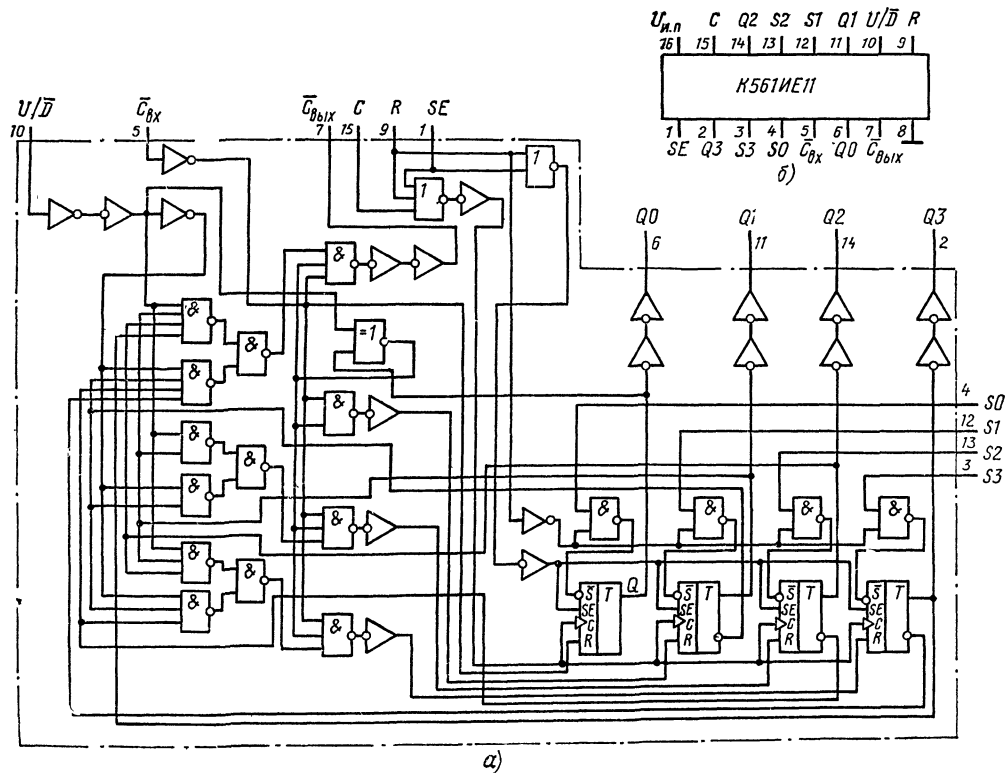 U и.п C Q2 S2 S1 Q1 U/D̅ R
16 15 14 13 12 11 10 9
К561ИЕ11
1 2 3 4 5 6 7 8
SE Q3 S3 S0 C̅вх Q0 C̅вых
б)
U/D̅ C̅вх C̅вых C R SE
10 5 7 15 9 1
1
1
Q0 Q1 Q2 Q3
6 11 14 2
&
=1
&
&
&
&
4 S0
12 S1
13 S2
3 S3
&
&
&
&
&
&
&
&
&
&
&
&
&
S̅ T Q
SE
C
R
S̅ T
SE
C
R
S̅ T
SE
C
R
S̅ T
SE
C
R
а)